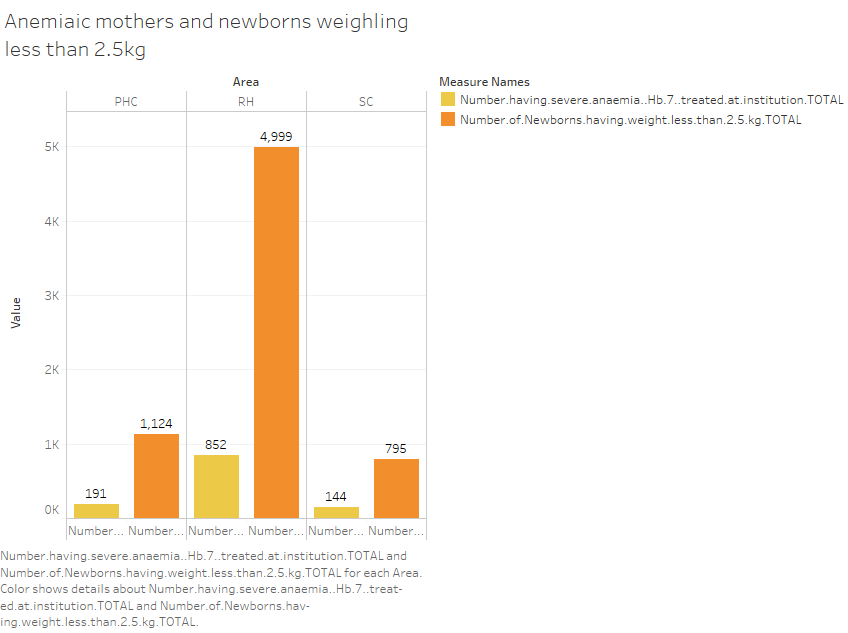 Anemiaic mothers and newborns weighling
less than 2.5kg
Area
Measure Names
PHC RH SC
Number.having.severe.anaemia..Hb.7..treated.at.institution.TOTAL
Number.of.Newborns.having.weight.less.than.2.5.kg.TOTAL
4,999
5K
4K
3K
Value
2K
1,124
1K
852
795
191
144
0K
Number... Number... Number... Number... Number... Number...
Number.having.severe.anaemia..Hb.7..treated.at.institution.TOTAL and
Number.of.Newborns.having.weight.less.than.2.5.kg.TOTAL for each Area.
Color shows details about Number.having.severe.anaemia..Hb.7..treat-
ed.at.institution.TOTAL and Number.of.Newborns.hav-
ing.weight.less.than.2.5.kg.TOTAL.